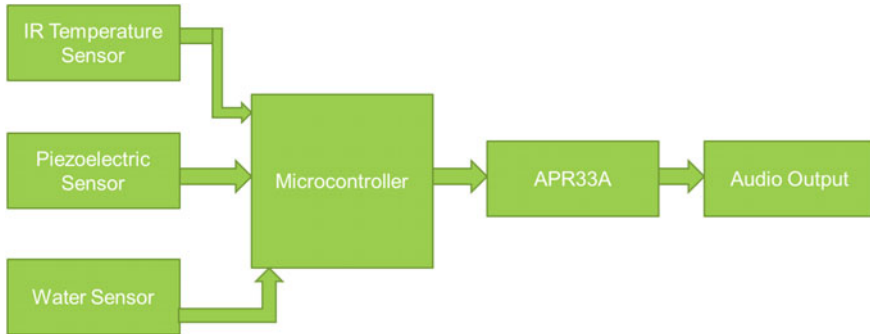 IR Temperature
Sensor
Piezoelectric
Sensor
Water Sensor
Microcontroller
APR33A
Audio Output